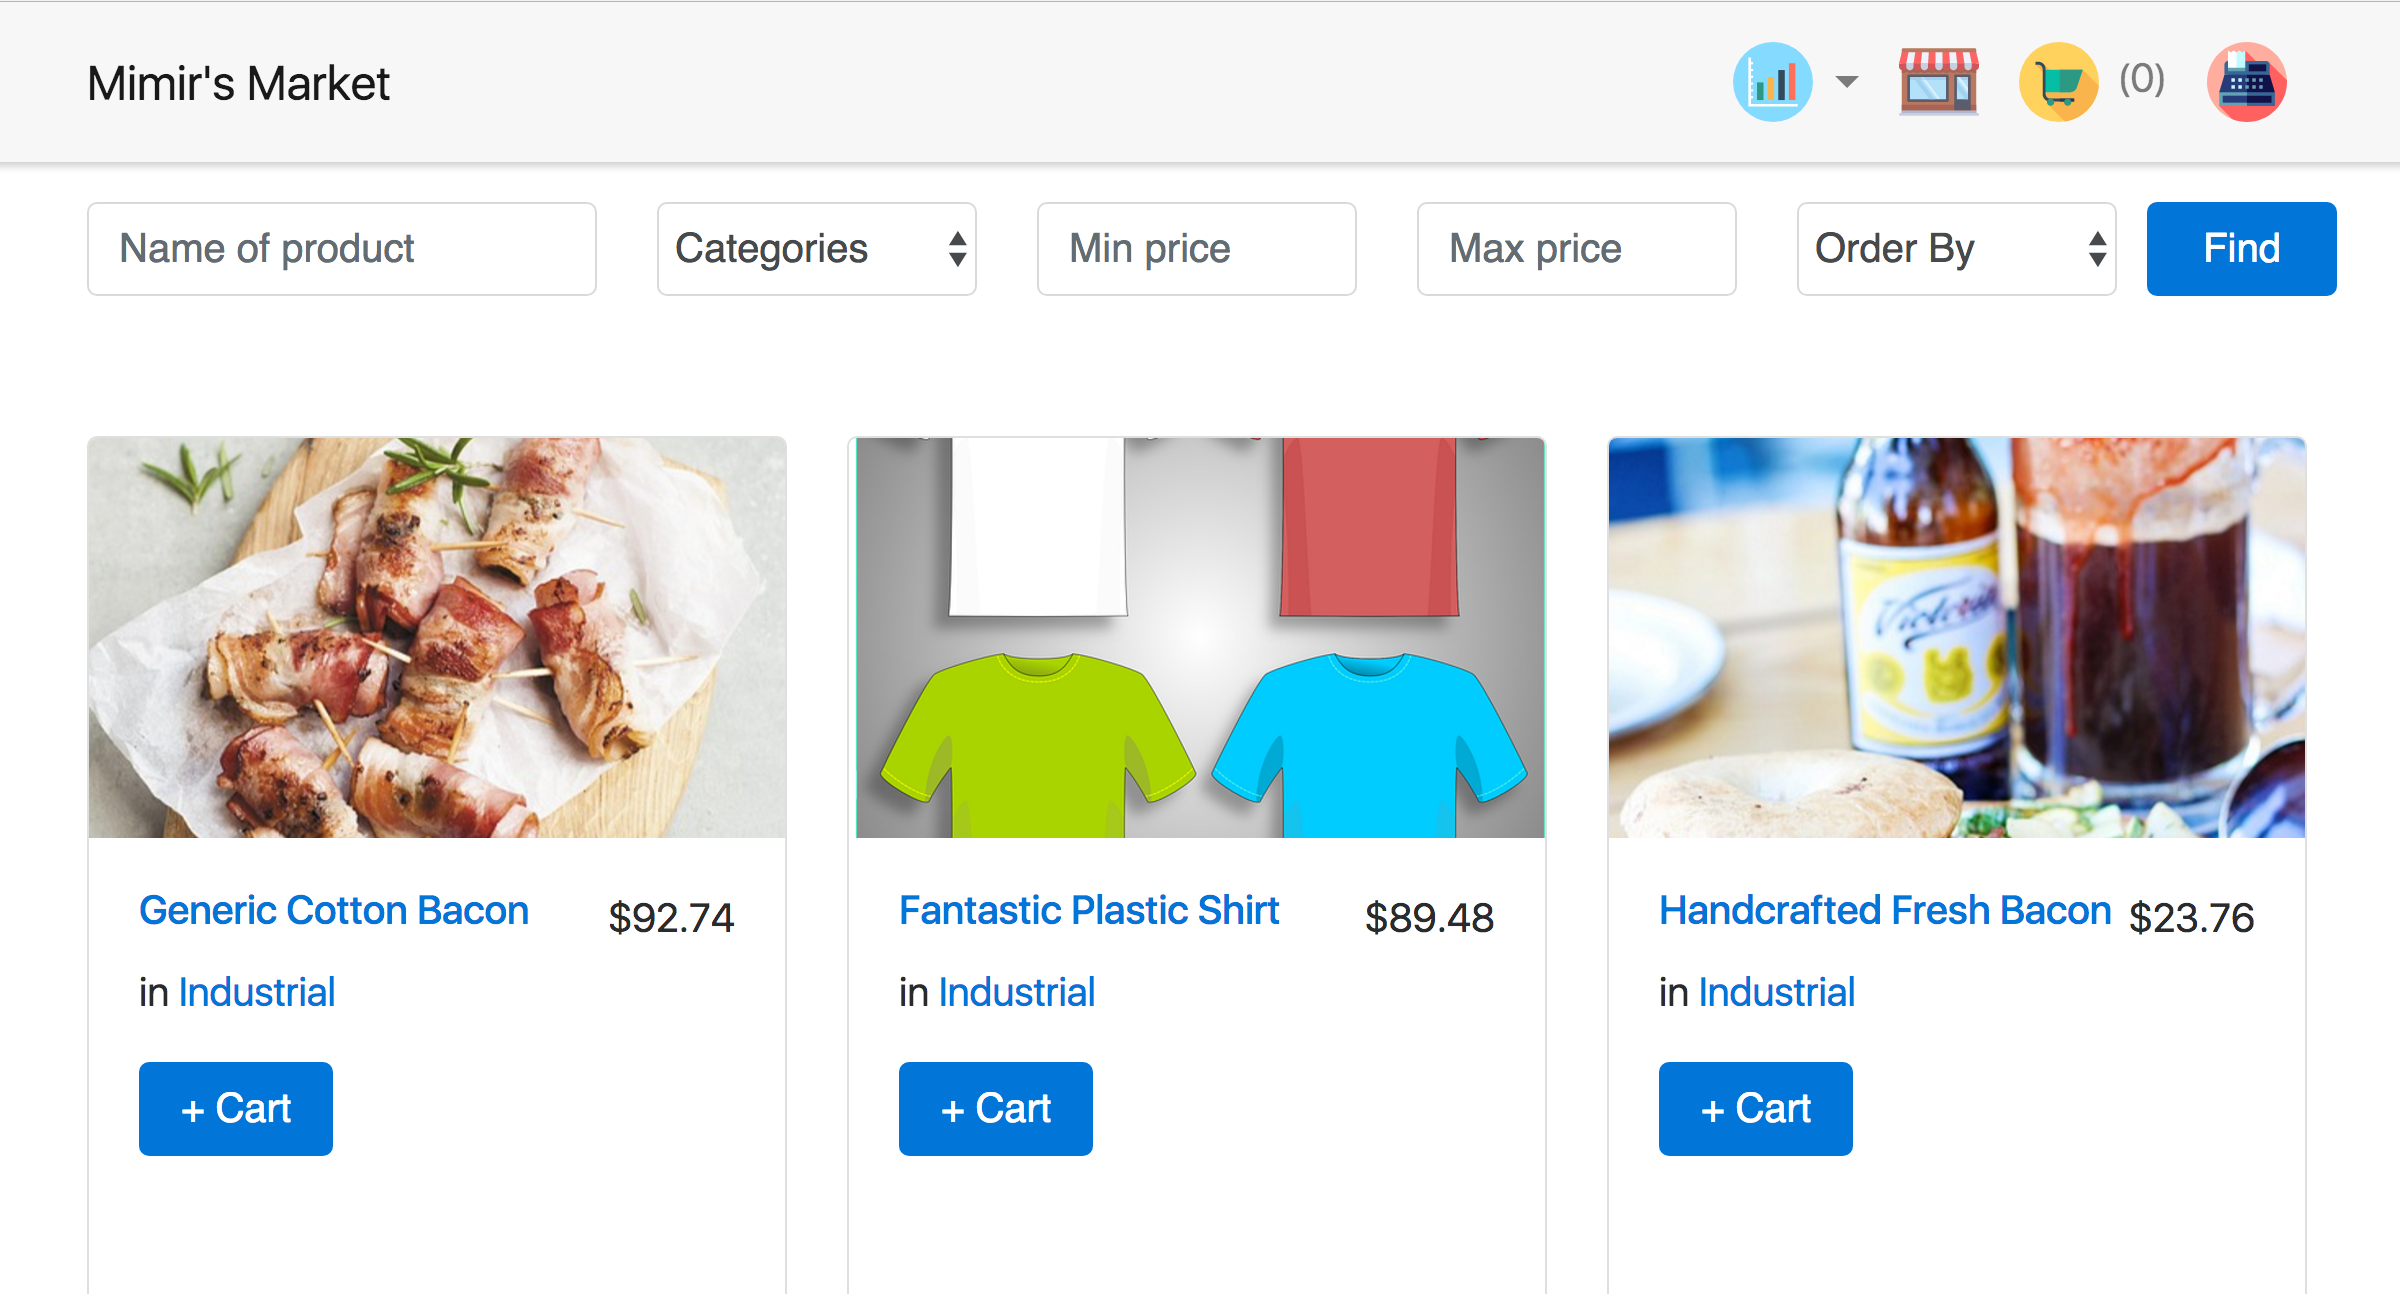 Mimir's Market
(0)
Name of product
Categories
Min price
Max price
Order By
Find
Victoria
Generic Cotton Bacon $92.74
in Industrial
+ Cart
Fantastic Plastic Shirt $89.48
in Industrial
+ Cart
Handcrafted Fresh Bacon $23.76
in Industrial
+ Cart